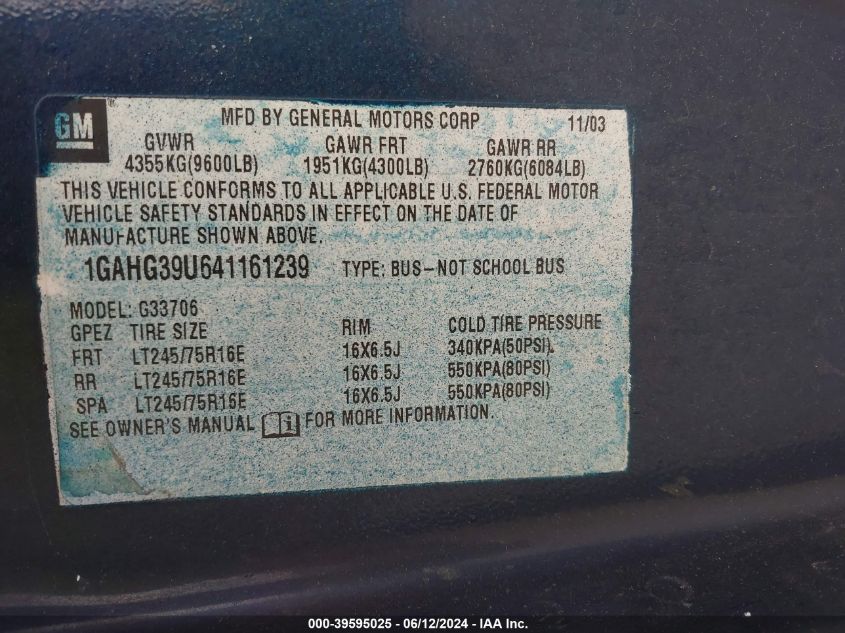 GM
MFD BY GENERAL MOTORS CORP 11/03
GVWR GAWR FRT GAWR RR
4355KG(9600LB) 1951KG(4300LB) 2760KG(6084LB)
THIS VEHICLE CONFORMS TO ALL APPLICABLE U.S. FEDERAL MOTOR
VEHICLE SAFETY STANDARDS IN EFFECT ON THE DATE OF
MANUFACTURE SHOWN ABOVE.
1GAHG39U641161239 TYPE: BUS-NOT SCHOOL BUS
MODEL: G33706
GPEZ TIRE SIZE RIM COLD TIRE PRESSURE
FRT LT245/75R16E 16X6.5J 340KPA(50PSI)
RR LT245/75R16E 16X6.5J 550KPA(80PSI)
SPA LT245/75R16E 16X6.5J 550KPA(80PSI)
SEE OWNER'S MANUAL i FOR MORE INFORMATION.
000-39595025 - 06/12/2024 - IAA Inc.